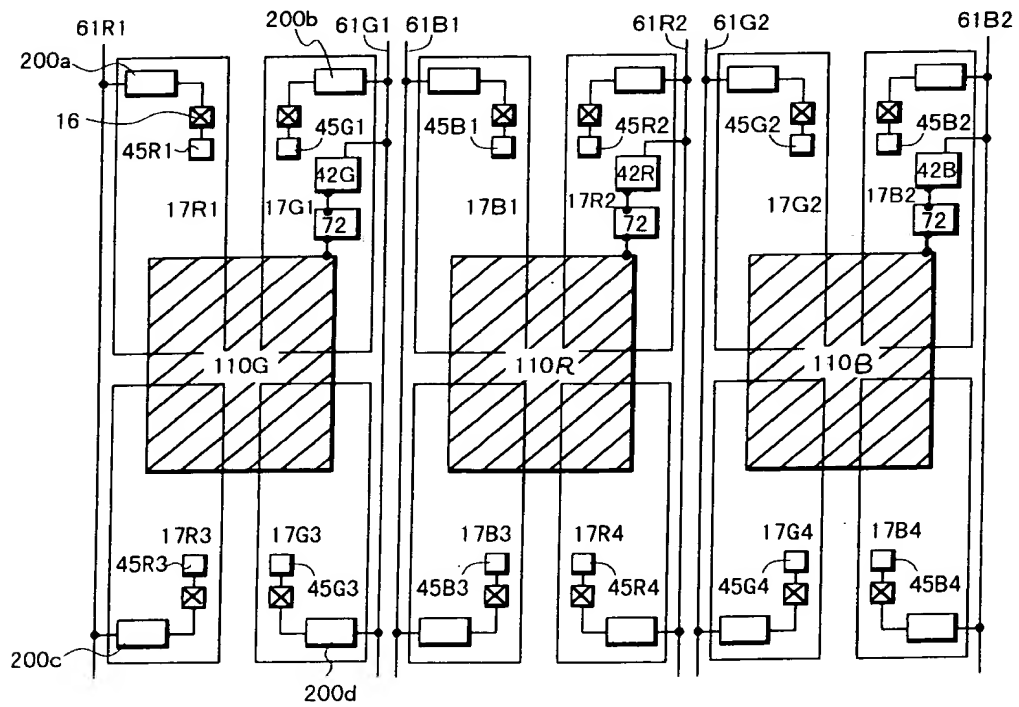 61R1 200b 61G1 61B1 61R2 61G2 61B2
200a
16
45R1 45G1 45B1 45R2 45G2 45B2
42G 42R 42B
17R1 17G1 17B1 17R2 17G2 17B2
72 72 72
110G 110R 110B
17R3 17G3 17B3 17R4 17G4 17B4
45R3 45G3 45B3 45R4 45G4 45B4
200c
200d